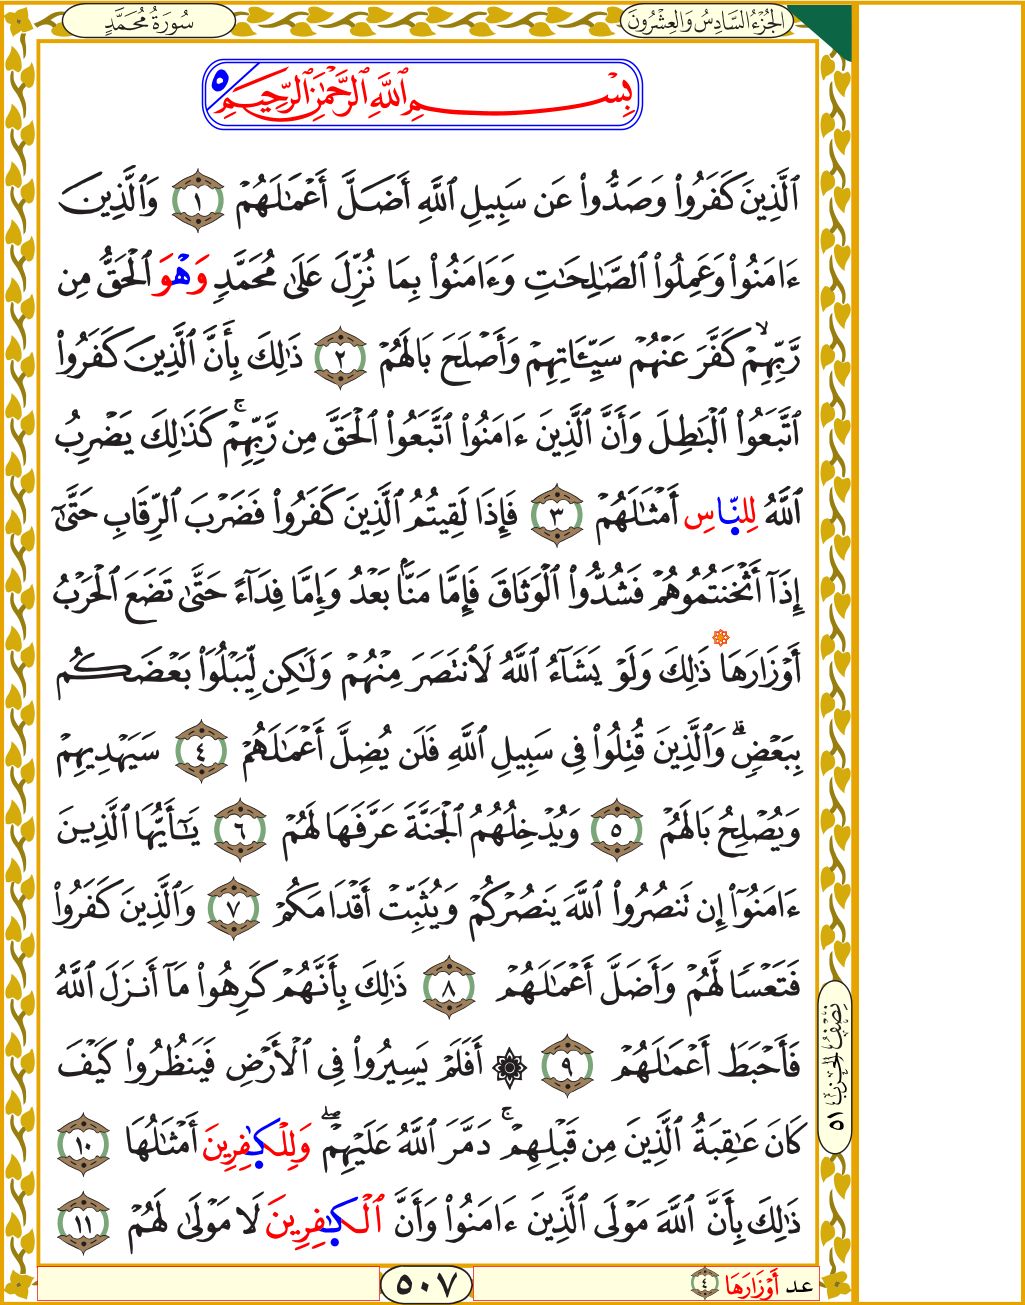 الجُزْءُ السَّادِسُ وَالعِشْرُونَ
سُورَةُ مُحَمَّدٍ
بِسْمِ ٱللَّهِ ٱلرَّحْمَٰنِ ٱلرَّحِيمِ ٥
ٱلَّذِينَ كَفَرُوا۟ وَصَدُّوا۟ عَن سَبِيلِ ٱللَّهِ أَضَلَّ أَعْمَٰلَهُمْ ١ وَٱلَّذِينَ
ءَامَنُوا۟ وَعَمِلُوا۟ ٱلصَّٰلِحَٰتِ وَءَامَنُوا۟ بِمَا نُزِّلَ عَلَىٰ مُحَمَّدٍ وَهْوَ ٱلْحَقُّ مِن
رَّبِّهِمْ ۙ كَفَّرَ عَنْهُمْ سَيِّـَٔاتِهِمْ وَأَصْلَحَ بَالَهُمْ ٢ ذَٰلِكَ بِأَنَّ ٱلَّذِينَ كَفَرُوا۟
ٱتَّبَعُوا۟ ٱلْبَٰطِلَ وَأَنَّ ٱلَّذِينَ ءَامَنُوا۟ ٱتَّبَعُوا۟ ٱلْحَقَّ مِن رَّبِّهِمْ ۚ كَذَٰلِكَ يَضْرِبُ
ٱللَّهُ لِلنَّاسِ أَمْثَٰلَهُمْ ٣ فَإِذَا لَقِيتُمُ ٱلَّذِينَ كَفَرُوا۟ فَضَرْبَ ٱلرِّقَابِ حَتَّىٰٓ
إِذَآ أَثْخَنتُمُوهُمْ فَشُدُّوا۟ ٱلْوَثَاقَ فَإِمَّا مَنًّۢا بَعْدُ وَإِمَّا فِدَآءً حَتَّىٰ تَضَعَ ٱلْحَرْبُ
أَوْزَارَهَا ذَٰلِكَ وَلَوْ يَشَآءُ ٱللَّهُ لَٱنتَصَرَ مِنْهُمْ وَلَٰكِن لِّيَبْلُوَا۟ بَعْضَكُم
بِبَعْضٍ ۗ وَٱلَّذِينَ قُتِلُوا۟ فِى سَبِيلِ ٱللَّهِ فَلَن يُضِلَّ أَعْمَٰلَهُمْ ٤ سَيَهْدِيهِمْ
وَيُصْلِحُ بَالَهُمْ ٥ وَيُدْخِلُهُمُ ٱلْجَنَّةَ عَرَّفَهَا لَهُمْ ٦ يَٰٓأَيُّهَا ٱلَّذِينَ
ءَامَنُوٓا۟ إِن تَنصُرُوا۟ ٱللَّهَ يَنصُرْكُمْ وَيُثَبِّتْ أَقْدَامَكُمْ ٧ وَٱلَّذِينَ كَفَرُوا۟
فَتَعْسًا لَّهُمْ وَأَضَلَّ أَعْمَٰلَهُمْ ٨ ذَٰلِكَ بِأَنَّهُمْ كَرِهُوا۟ مَآ أَنزَلَ ٱللَّهُ
فَأَحْبَطَ أَعْمَٰلَهُمْ ٩ ۞ أَفَلَمْ يَسِيرُوا۟ فِى ٱلْأَرْضِ فَيَنظُرُوا۟ كَيْفَ
كَانَ عَٰقِبَةُ ٱلَّذِينَ مِن قَبْلِهِمْ ۚ دَمَّرَ ٱللَّهُ عَلَيْهِمْ ۖ وَلِلْكَٰفِرِينَ أَمْثَٰلُهَا ١٠
ذَٰلِكَ بِأَنَّ ٱللَّهَ مَوْلَى ٱلَّذِينَ ءَامَنُوا۟ وَأَنَّ ٱلْكَٰفِرِينَ لَا مَوْلَىٰ لَهُمْ ١١
نِصْفُ الحِزْبِ ٥١
عد أَوْزَارَهَا ٤
٥٠٧